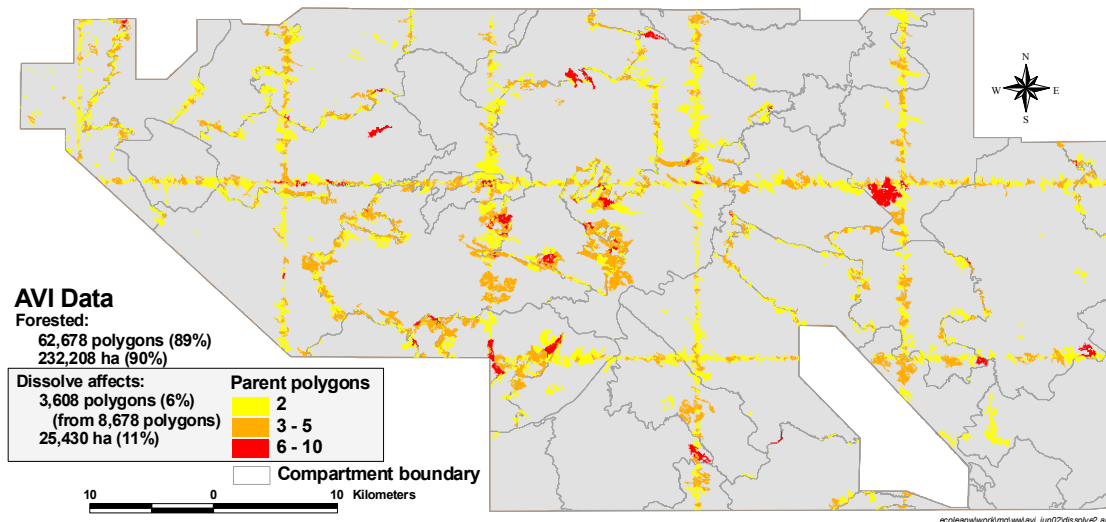 N
W E
S
AVI Data
Forested:
62,678 polygons (89%)
232,208 ha (90%)
Dissolve affects:
3,608 polygons (6%)
(from 8,678 polygons)
25,430 ha (11%)
Parent polygons
2
3 - 5
6 - 10
Compartment boundary
10 0 10 Kilometers